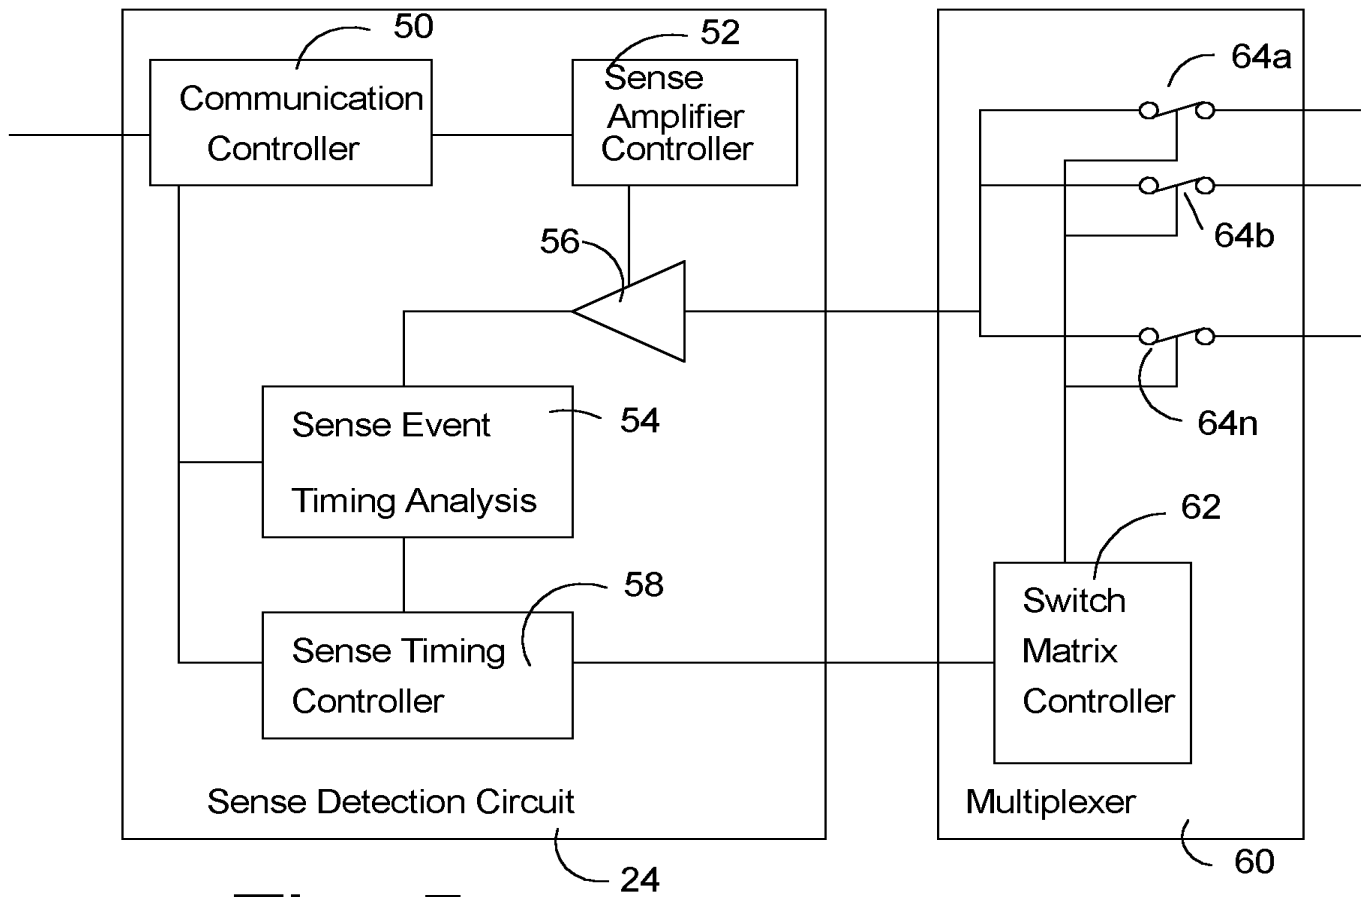 50
52
64a
Communication
Controller
Sense
Amplifier
Controller
64b
56
Sense Event
Timing Analysis
54
64n
62
58
Sense Timing
Controller
Switch
Matrix
Controller
Sense Detection Circuit
Multiplexer
24
60